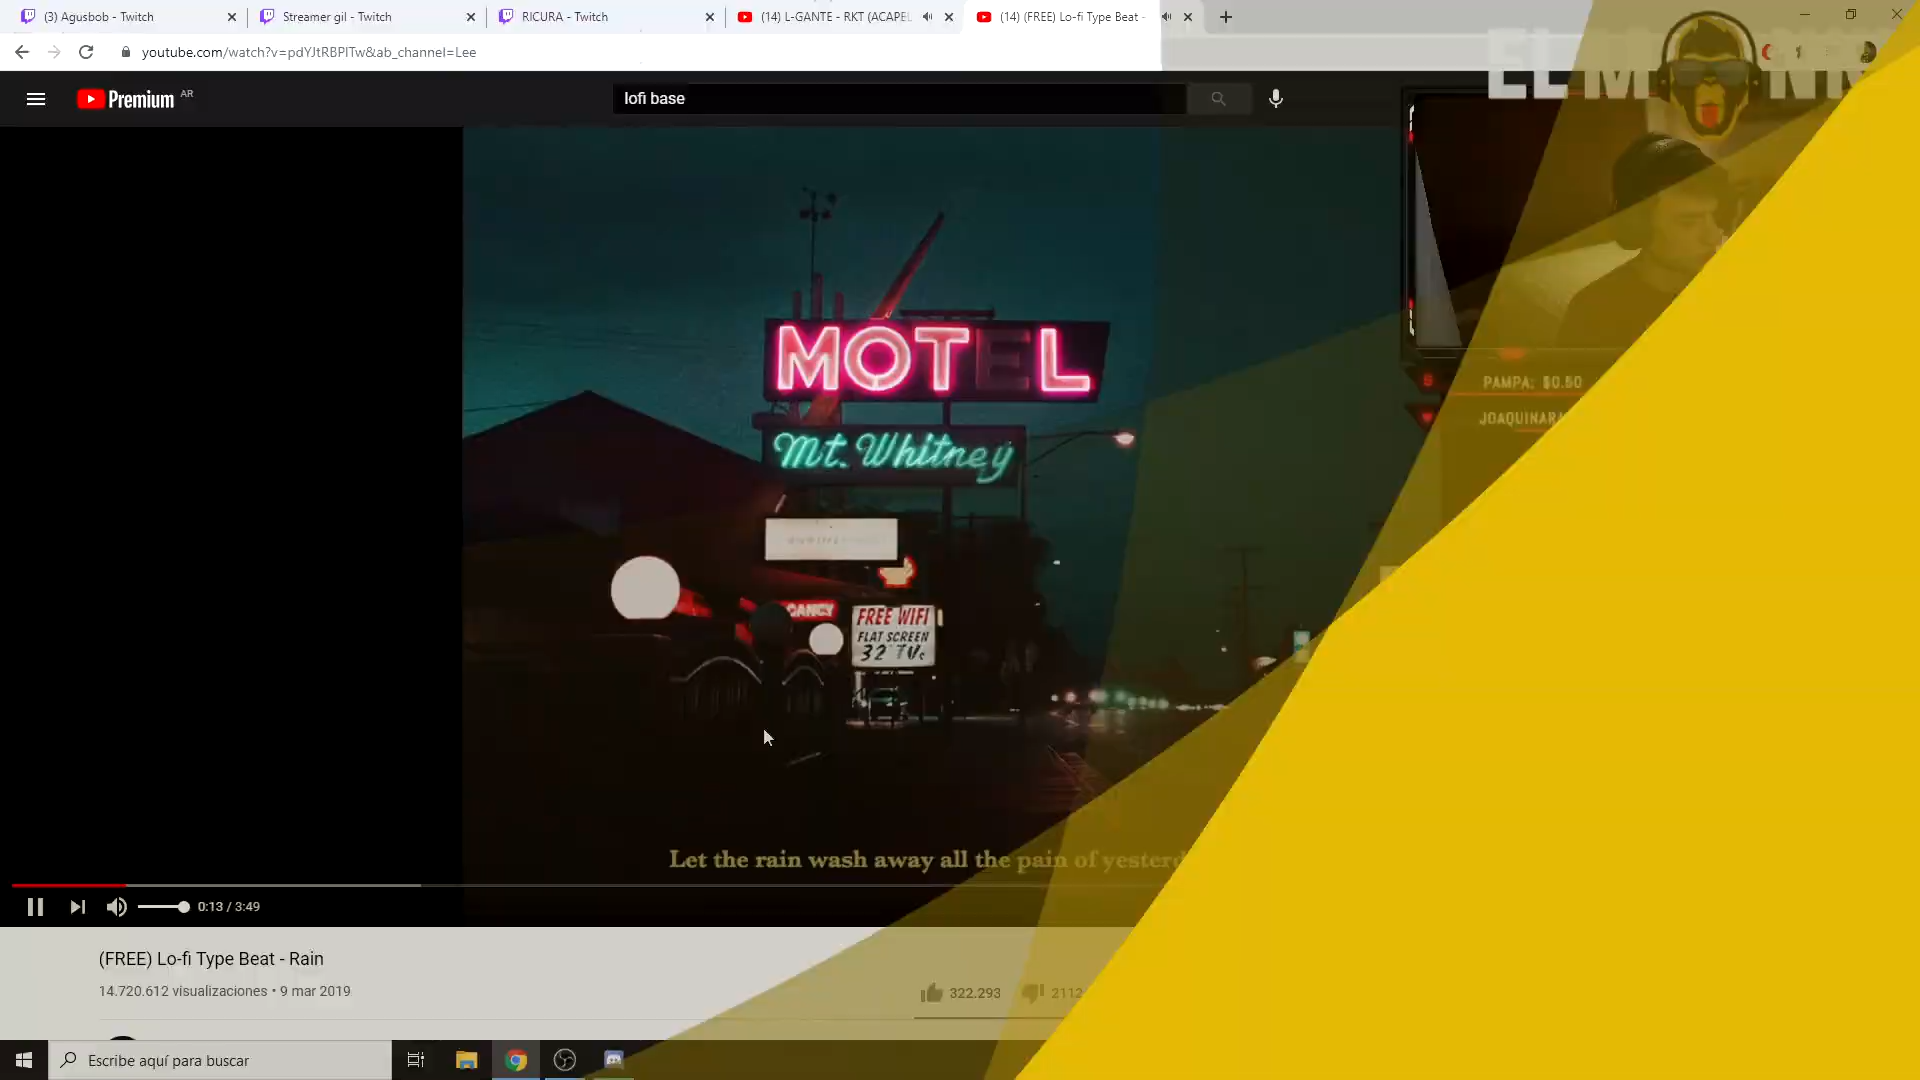 (3) Agusbob - Twitch
Streamer gil - Twitch
RICURA - Twitch
(14) L-GANTE - RKT (ACAPEL
(14) (FREE) Lo-fi Type Beat -
youtube.com/watch?v=pdYJtRBPlTw&ab_channel=Lee
Premium AR
lofi base
EL M
MOTEL
Mt. Whitney
PAMPA: $0.50
FREE WIFI
FLAT SCREEN
32" TVs
Let the rain wash away all the pain of yesterd
0:13 / 3:49
(FREE) Lo-fi Type Beat - Rain
14.720.612 visualizaciones • 9 mar 2019
322.293
2112
Escribe aquí para buscar